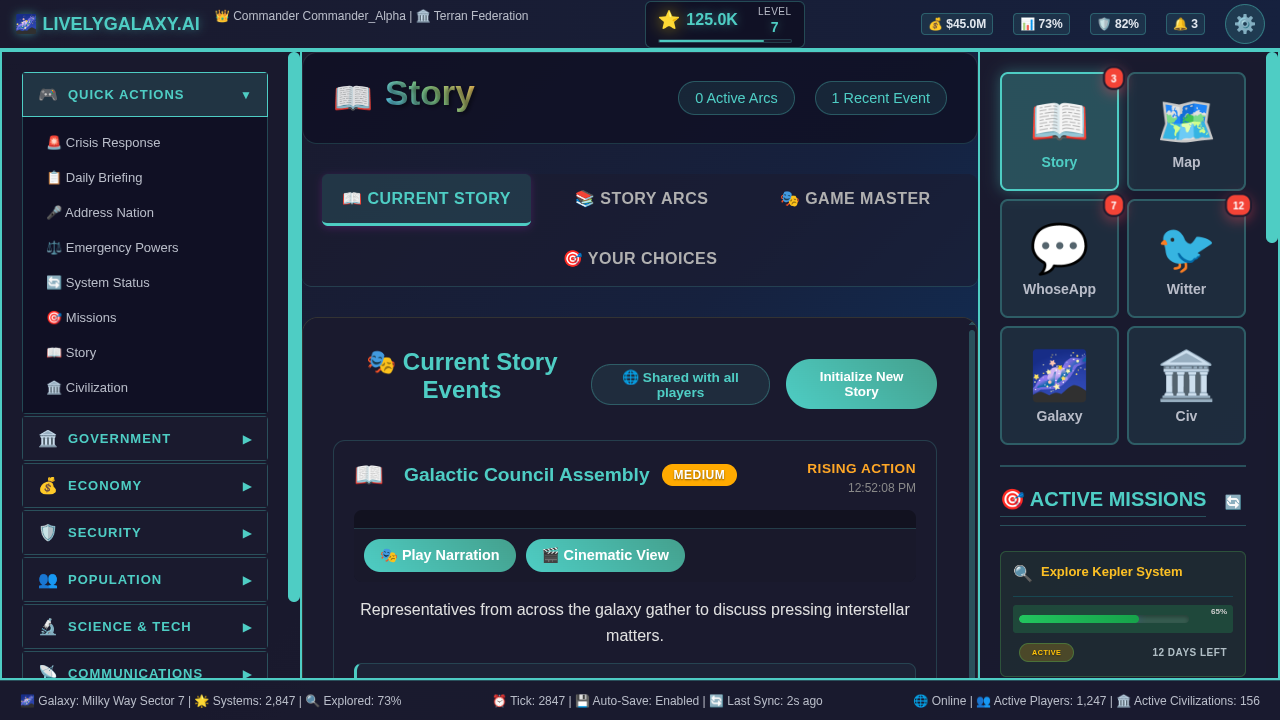 🌌 LIVELYGALAXY.AI
👑 Commander Commander_Alpha | 🏛️ Terran Federation
⭐ 125.0K
LEVEL
7
💰 $45.0M
📊 73%
🛡️ 82%
🔔 3
⚙️
🎮 QUICK ACTIONS ▼
🚨 Crisis Response
📋 Daily Briefing
🎤 Address Nation
⚖️ Emergency Powers
🔄 System Status
🎯 Missions
📖 Story
🏛️ Civilization
🏛️ GOVERNMENT ▶
💰 ECONOMY ▶
🛡️ SECURITY ▶
👥 POPULATION ▶
🔬 SCIENCE & TECH ▶
📡 COMMUNICATIONS ▶
📖 Story
0 Active Arcs
1 Recent Event
📖 CURRENT STORY
📚 STORY ARCS
🎭 GAME MASTER
🎯 YOUR CHOICES
🎭 Current Story
Events
🌐 Shared with all
players
Initialize New
Story
📖 Galactic Council Assembly
MEDIUM
RISING ACTION
12:52:08 PM
🎭 Play Narration
🎬 Cinematic View
Representatives from across the galaxy gather to discuss pressing interstellar
matters.
3
📖
Story
🗺️
Map
7
💬
WhoseApp
12
🐦
Witter
🌌
Galaxy
🏛️
Civ
🎯 ACTIVE MISSIONS 🔄
🔍 Explore Kepler System
65%
ACTIVE
12 DAYS LEFT
🌌 Galaxy: Milky Way Sector 7 | 🌟 Systems: 2,847 | 🔍 Explored: 73%
⏰ Tick: 2847 | 💾 Auto-Save: Enabled | 🔄 Last Sync: 2s ago
🌐 Online | 👥 Active Players: 1,247 | 🏛️ Active Civilizations: 156